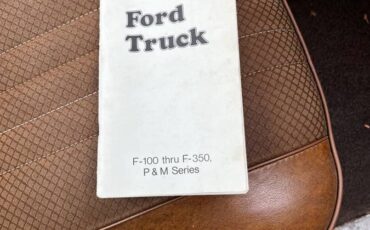 Ford
Truck
F-100 thru F-350,
P & M Series